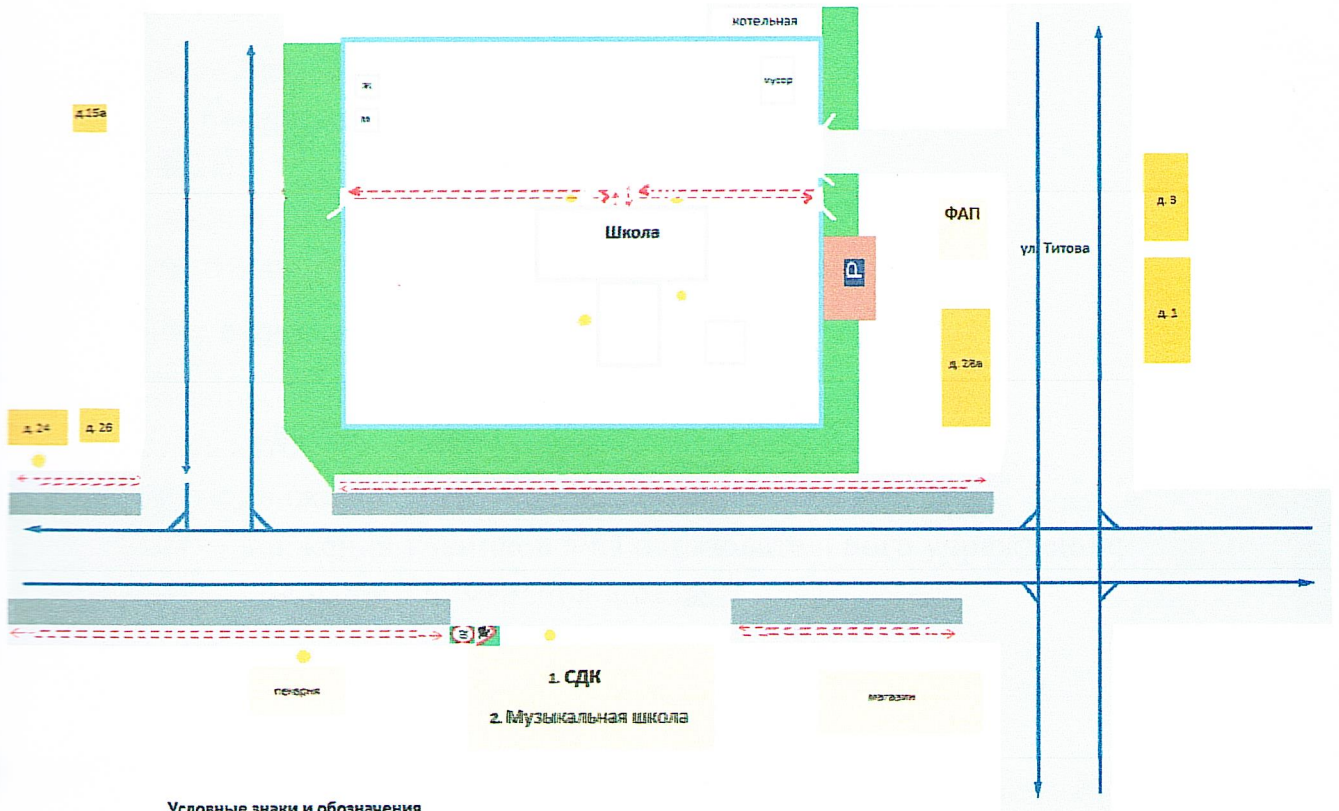 котельная
ж
м
мусор
д.15а
Школа
ФАП
P
ул. Титова
д. 3
д. 1
д. 28а
д. 24
д. 26
пекарня
1. СДК
2. Музыкальная школа
магазин
Условные знаки и обозначения